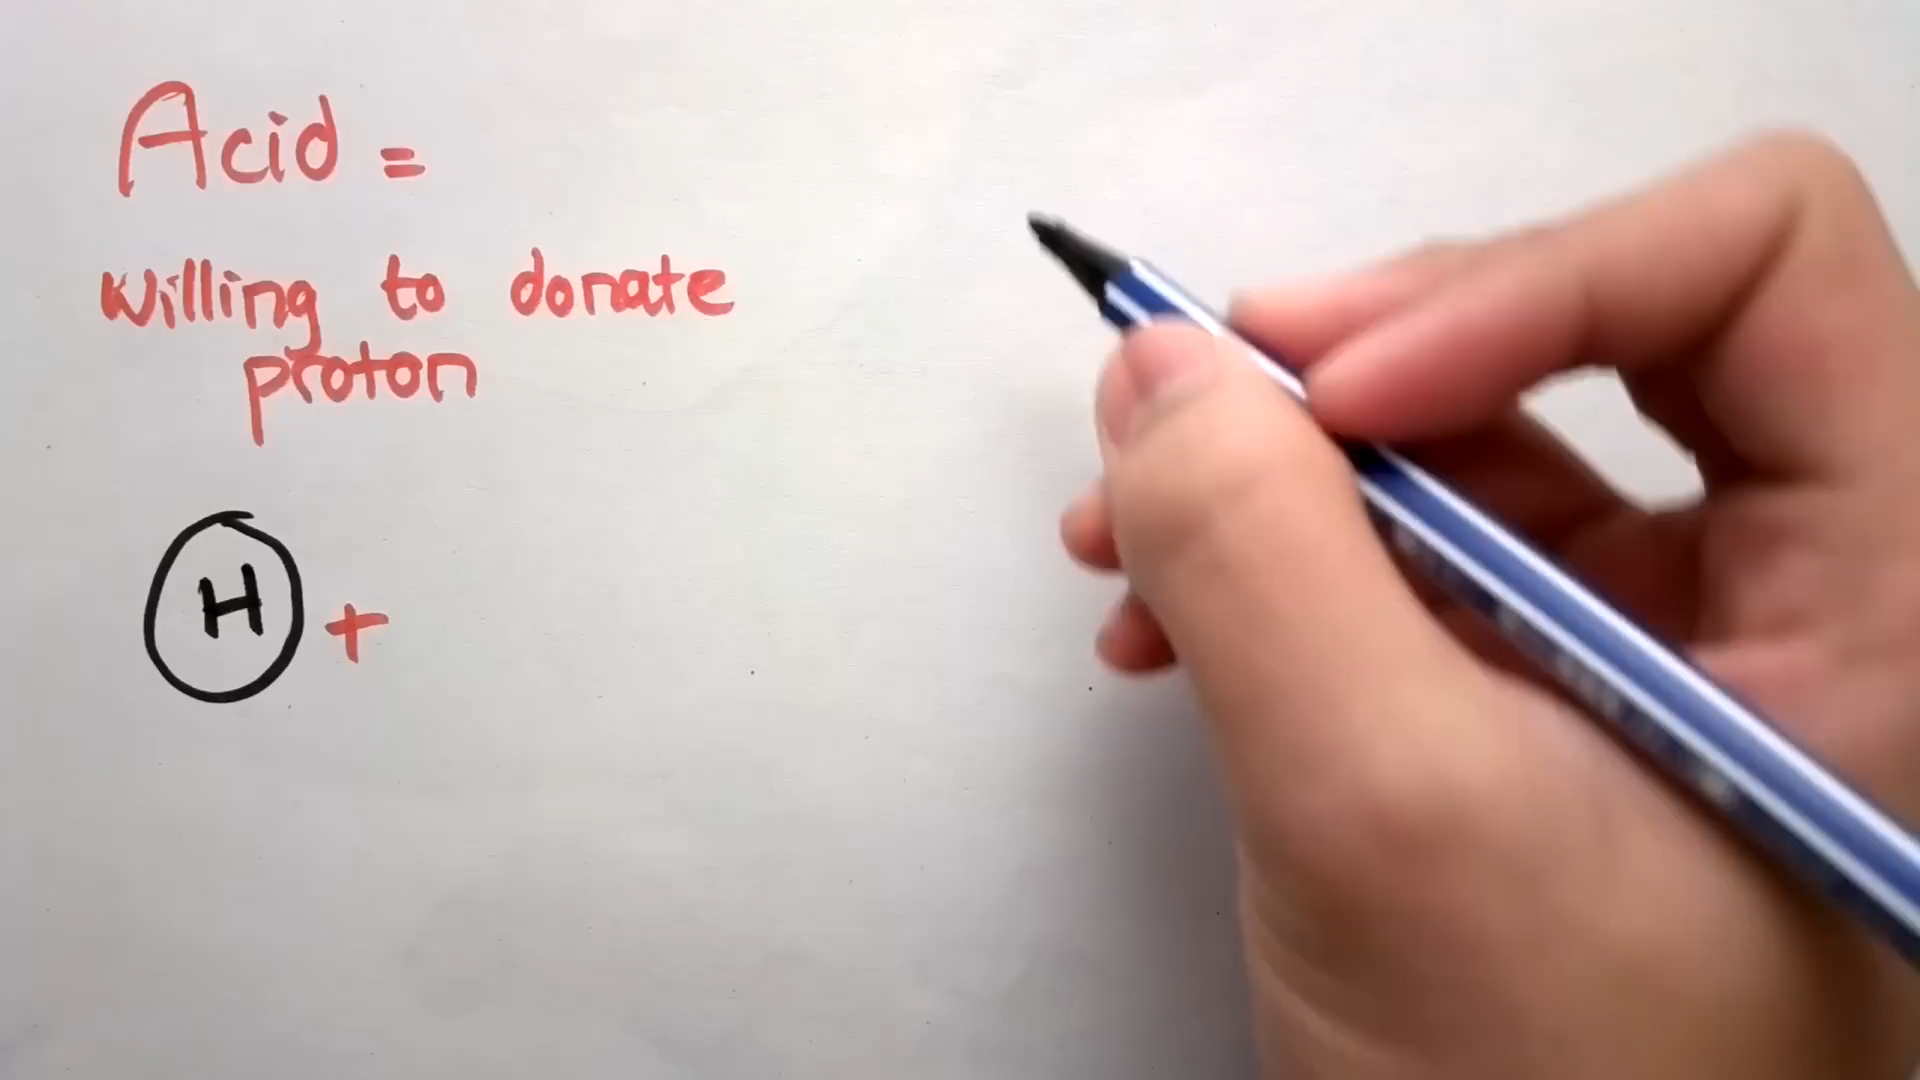 Acid =
willing to donate
proton
H +